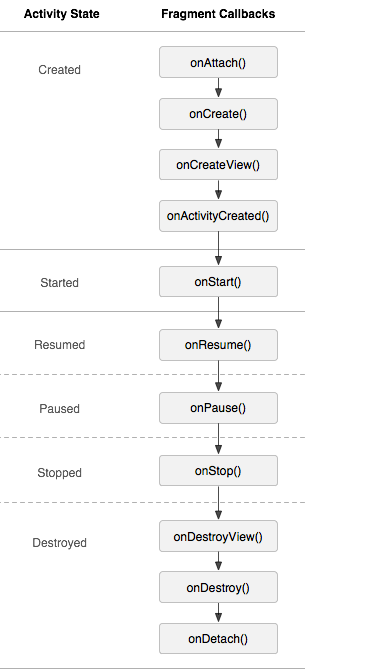 Activity State Fragment Callbacks
Created
onAttach()
onCreate()
onCreateView()
onActivityCreated()
Started
onStart()
Resumed
onResume()
Paused
onPause()
Stopped
onStop()
Destroyed
onDestroyView()
onDestroy()
onDetach()